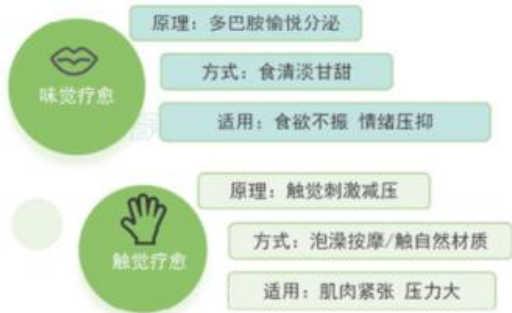 原理：多巴胺愉悦分泌
方式：食清淡甘甜
味觉疗愈
适用：食欲不振 情绪压抑
原理：触觉刺激减压
方式：泡澡按摩/触自然材质
触觉疗愈
适用：肌肉紧张 压力大